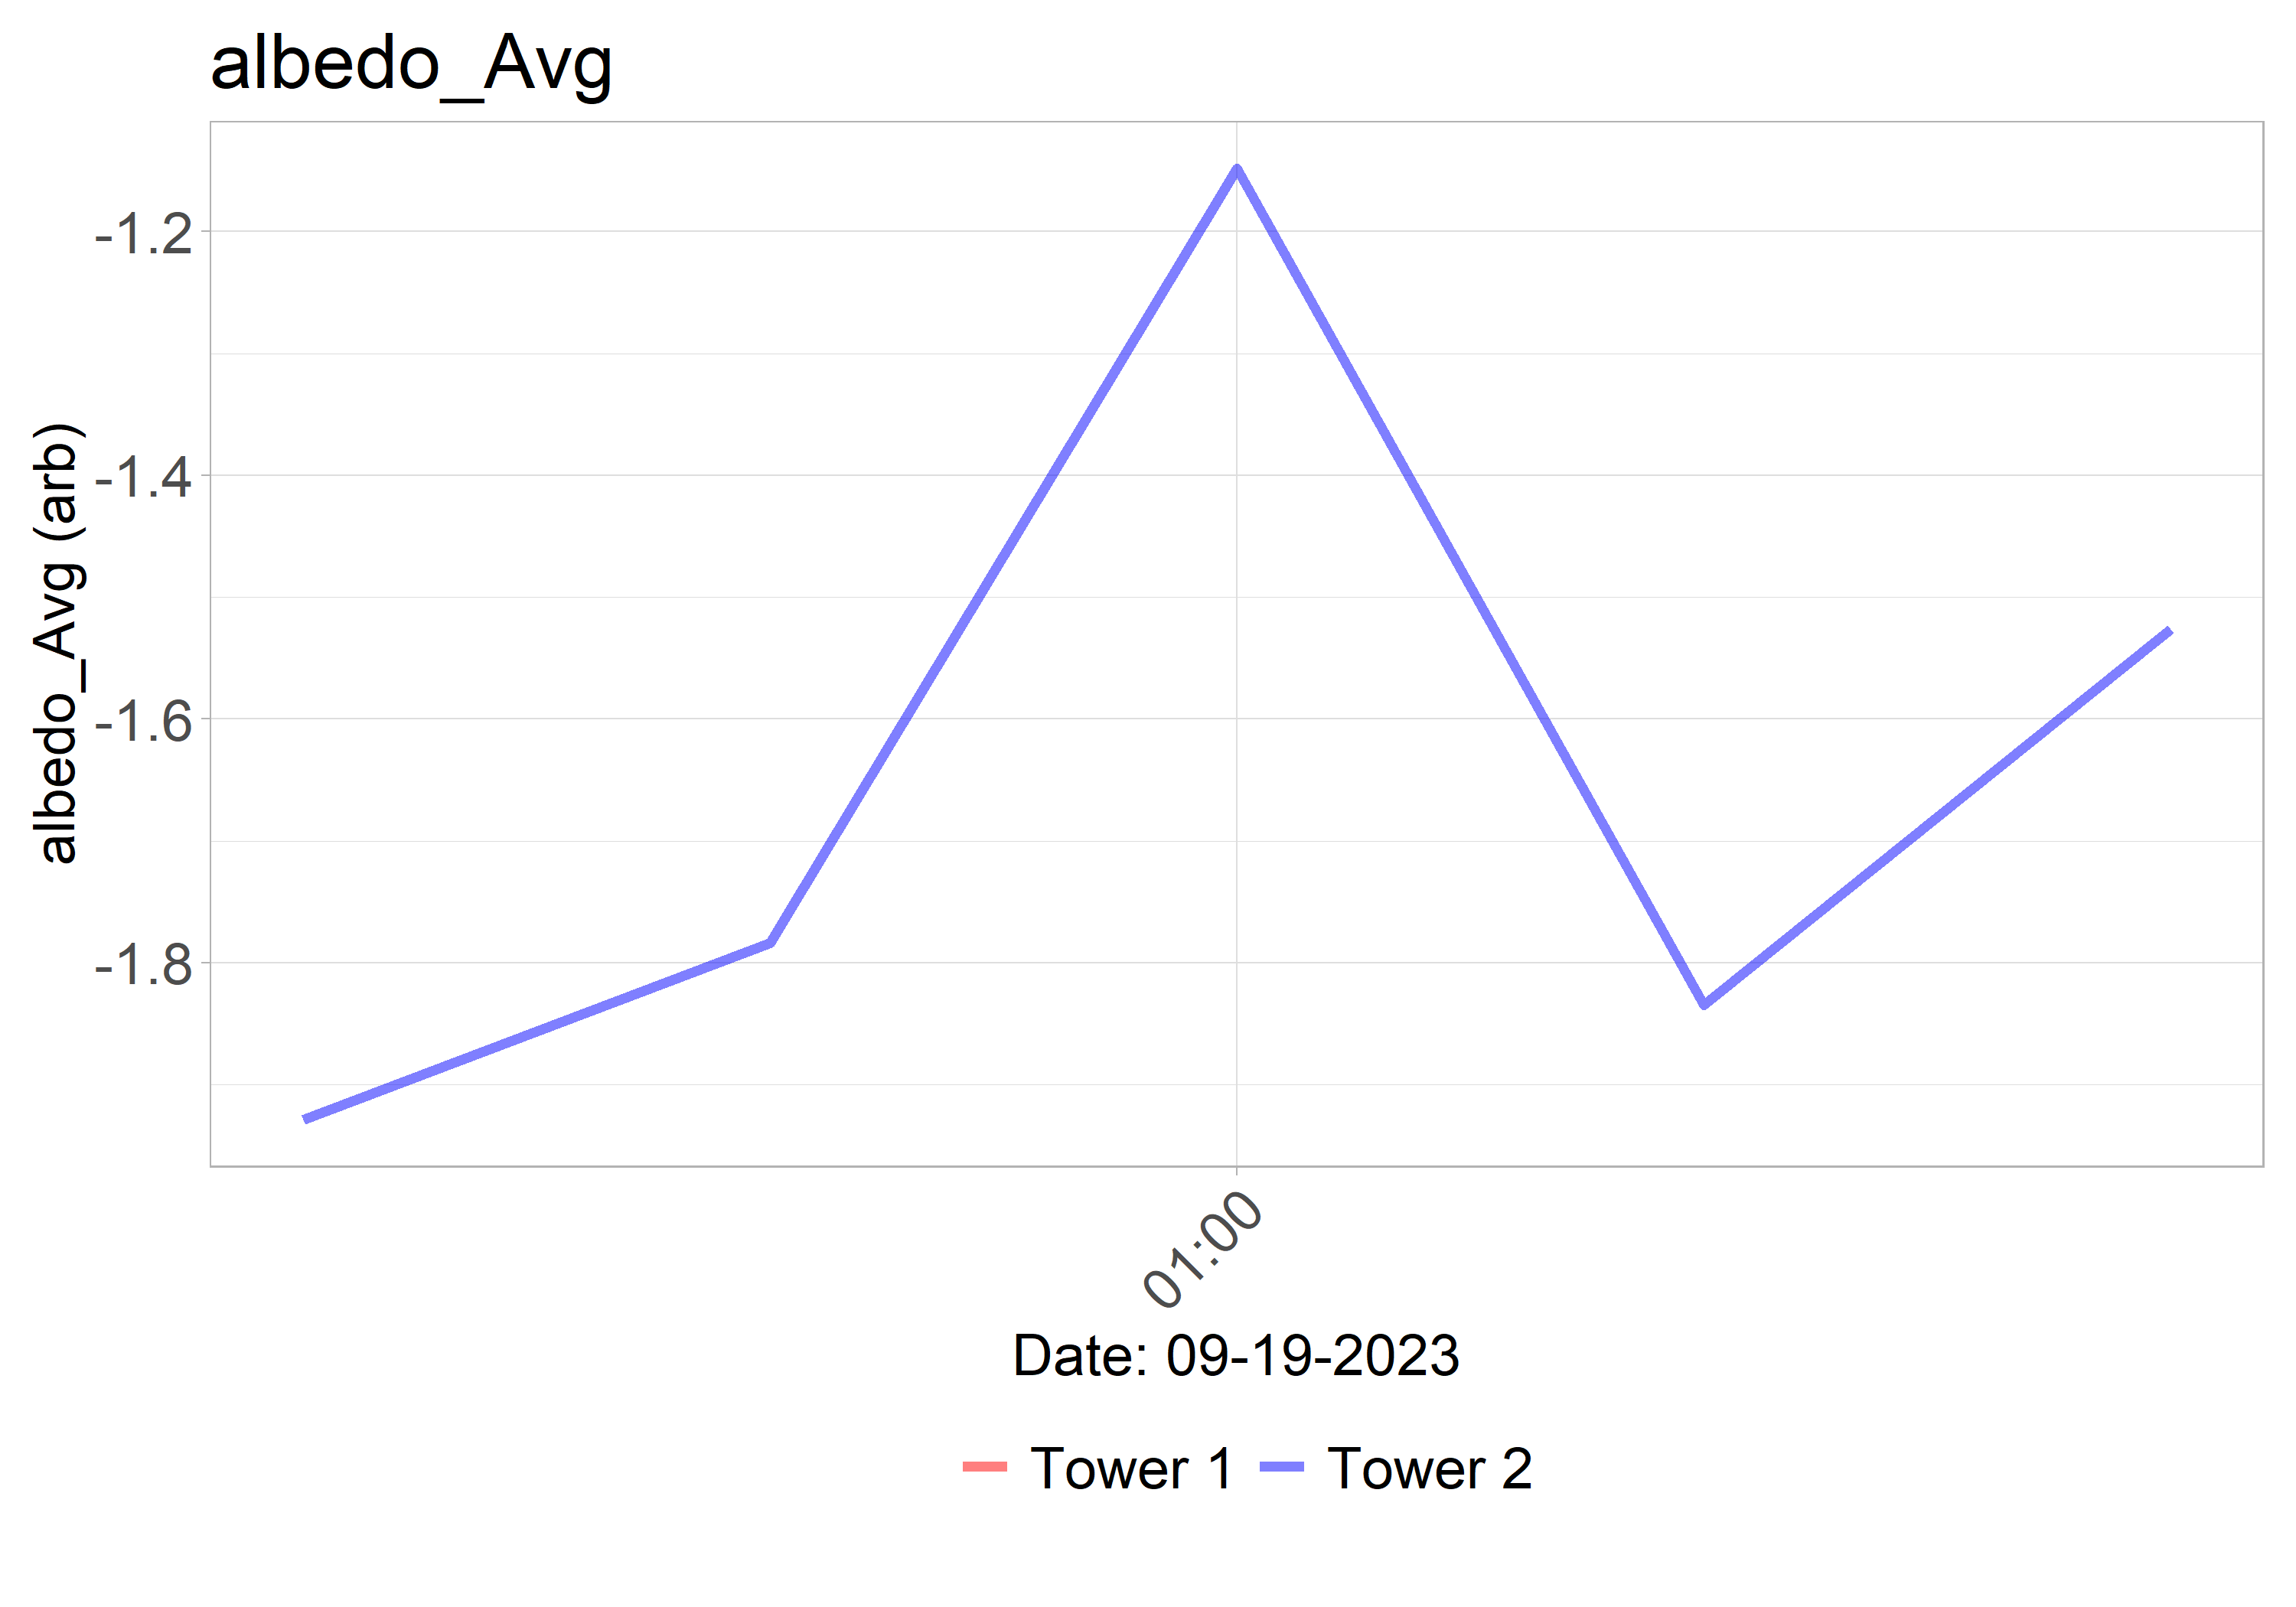 albedo_Avg
albedo_Avg (arb)
-1.2
-1.4
-1.6
-1.8
01:00
Date: 09-19-2023
Tower 1 Tower 2